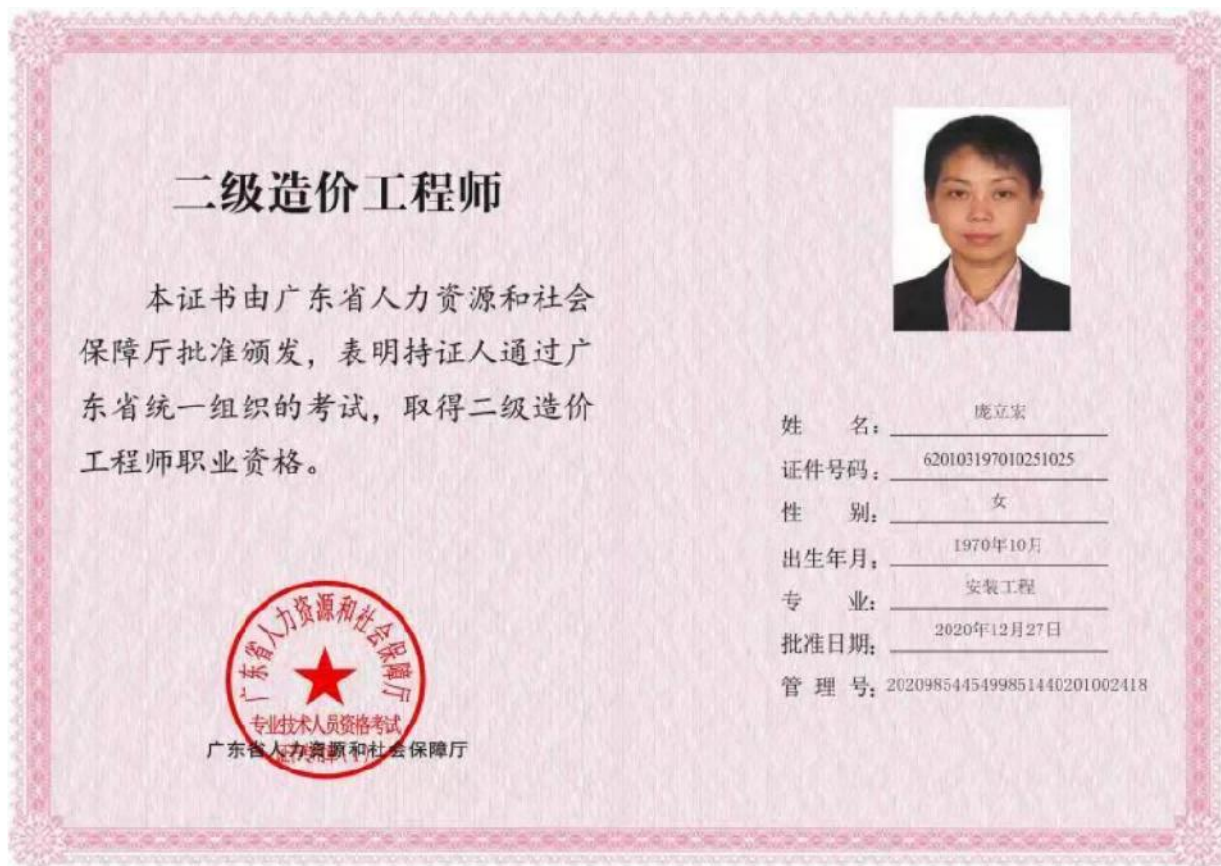 二级造价工程师
本证书由广东省人力资源和社会
保障厅批准颁发，表明持证人通过广
东省统一组织的考试，取得二级造价
工程师职业资格。
广东省人力资源和社会保障厅
专业技术人员资格考试
广东省人力资源和社会保障厅
姓 名：庞立宏
证件号码：620103197010251025
性 别：女
出生年月：1970年10月
专 业：安装工程
批准日期：2020年12月27日
管 理 号：2020985445499851440201002418